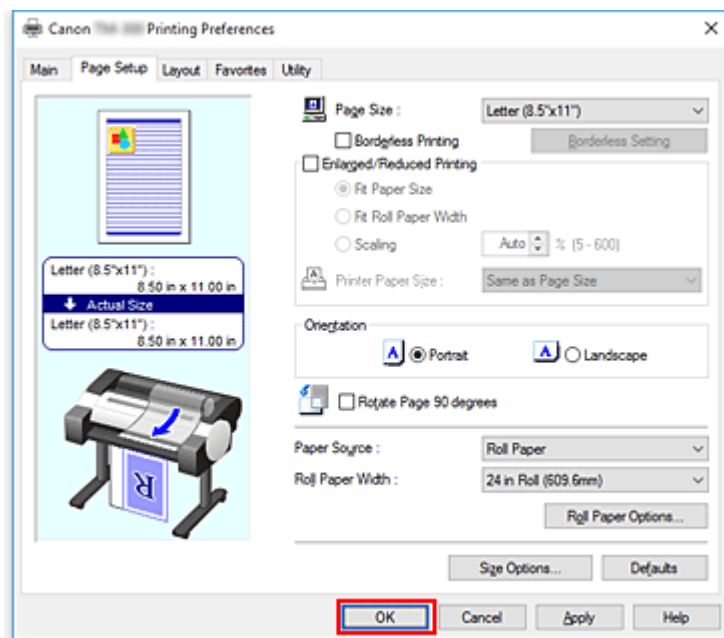 Canon Printing Preferences
Main Page Setup Layout Favorites Utility
Page Size : Letter (8.5"x11")
Borderless Printing Borderless Setting
Enlarged/Reduced Printing
Fit Paper Size
Fit Roll Paper Width
Scaling Auto % (5 - 600)
Printer Paper Size : Same as Page Size
Letter (8.5"x11") :
8.50 in x 11.00 in
Actual Size
Letter (8.5"x11") :
8.50 in x 11.00 in
Orientation
A Portrait A Landscape
Rotate Page 90 degrees
Paper Source : Roll Paper
Roll Paper Width : 24 in Roll (609.6mm)
R
Roll Paper Options...
Size Options... Defaults
OK Cancel Apply Help